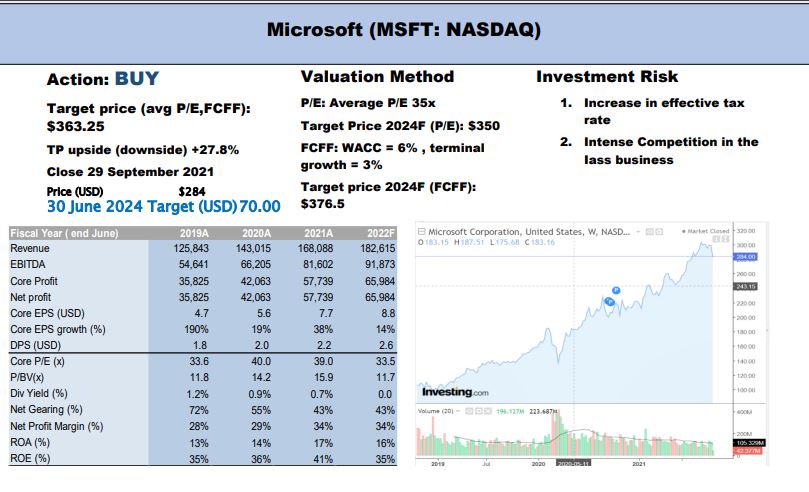 Microsoft (MSFT: NASDAQ)
Action: BUY
Target price (avg P/E,FCFF):
$363.25
TP upside (downside) +27.8%
Close 29 September 2021
Price (USD) $284
30 June 2024 Target (USD)70.00
Valuation Method
P/E: Average P/E 35x
Target Price 2024F (P/E): $350
FCFF: WACC = 6% , terminal
growth = 3%
Target price 2024F (FCFF):
$376.5
Investment Risk
1. Increase in effective tax
rate
2. Intense Competition in the
Iass business
Fiscal Year ( end June) 2019A 2020A 2021A 2022F
Revenue 125,843 143,015 168,088 182,615
EBITDA 54,641 66,205 81,602 91,873
Core Profit 35,825 42,063 57,739 65,984
Net profit 35,825 42,063 57,739 65,984
Core EPS (USD) 4.7 5.6 7.7 8.8
Core EPS growth (%) 190% 19% 38% 14%
DPS (USD) 1.8 2.0 2.2 2.6
Core P/E (x) 33.6 40.0 39.0 33.5
P/BV(x) 11.8 14.2 15.9 11.7
Div Yield (%) 1.2% 0.9% 0.7% 0.0
Net Gearing (%) 72% 55% 43% 43%
Net Profit Margin (%) 28% 29% 34% 34%
ROA (%) 13% 14% 17% 16%
ROE (%) 35% 36% 41% 35%
Microsoft Corporation, United States, W, NASD...
Market Closed
O 183.15 H 187.51 L 175.68 C 183.16
320.00
300.00
284.00
260.00
243.15
220.00
200.00
180.00
160.00
140.00
120.00
100.00
P
P
Investing.com
Volume (20) 196.127M 223.687M
400M
200M
105.329M
42.377M
0
2019 Jul 2020 2020-05-11 2021